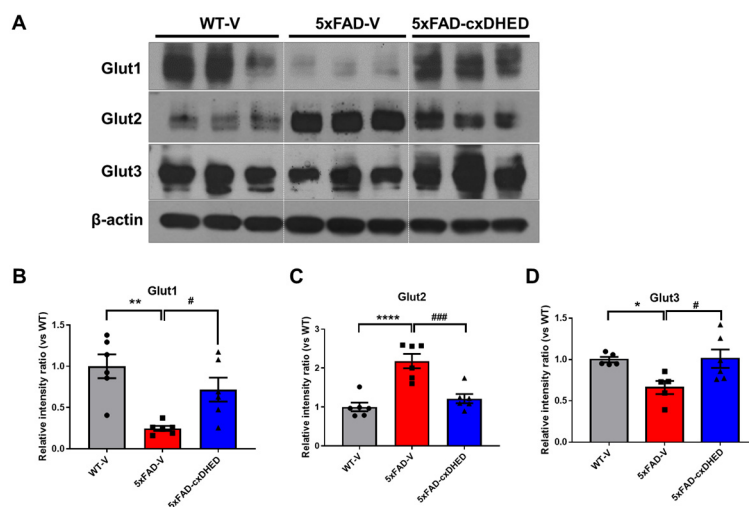 A
WT-V 5xFAD-V 5xFAD-cxDHED
Glut1
Glut2
Glut3
β-actin
B
Glut1
** #
Relative intensity ratio (vs WT)
1.5
1.0
0.5
0.0
WT-V
5xFAD-V
5xFAD-cxDHED
C
Glut2
**** ###
Relative intensity ratio (vs WT)
3
2
1
0
WT-V
5xFAD-V
5xFAD-cxDHED
D
Glut3
* #
Relative intensity ratio (vs WT)
1.5
1.0
0.5
0.0
WT-V
5xFAD-V
5xFAD-cxDHED